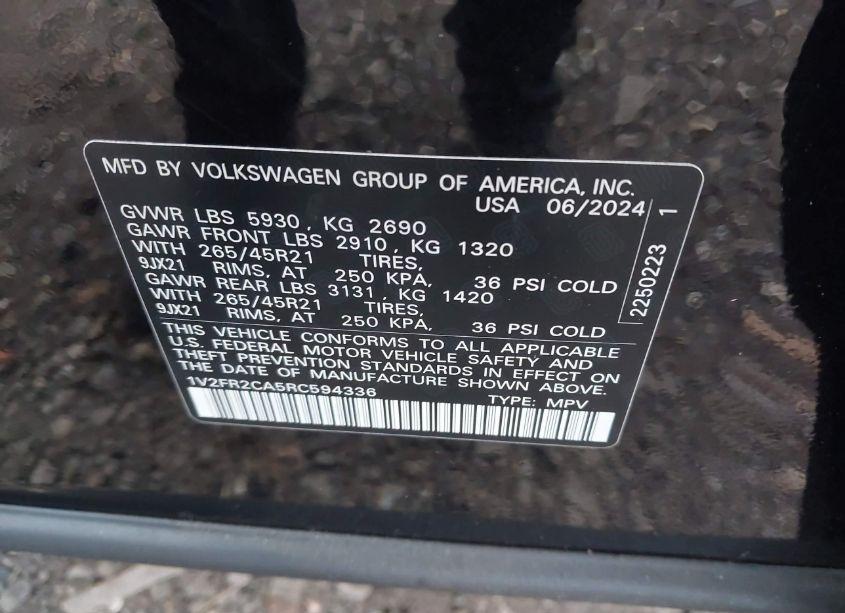 MFD BY VOLKSWAGEN GROUP OF AMERICA, INC.
USA 06/2024
GVWR LBS 5930 , KG 2690
GAWR FRONT LBS 2910 , KG 1320
WITH 265/45R21 TIRES,
9JX21 RIMS, AT 250 KPA, 36 PSI COLD
GAWR REAR LBS 3131 , KG 1420
WITH 265/45R21 TIRES,
9JX21 RIMS, AT 250 KPA, 36 PSI COLD
THIS VEHICLE CONFORMS TO ALL APPLICABLE
U.S. FEDERAL MOTOR VEHICLE SAFETY AND
THEFT PREVENTION STANDARDS IN EFFECT ON
THE DATE OF MANUFACTURE SHOWN ABOVE.
1V2FR2CA5RC594336 TYPE: MPV
2250223 1